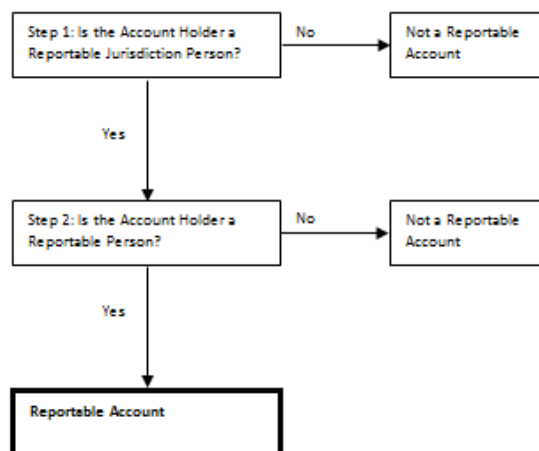 Step 1: Is the Account Holder a
Reportable Jurisdiction Person?
No
Not a Reportable
Account
Yes
Step 2: Is the Account Holder a
Reportable Person?
No
Not a Reportable
Account
Yes
Reportable Account